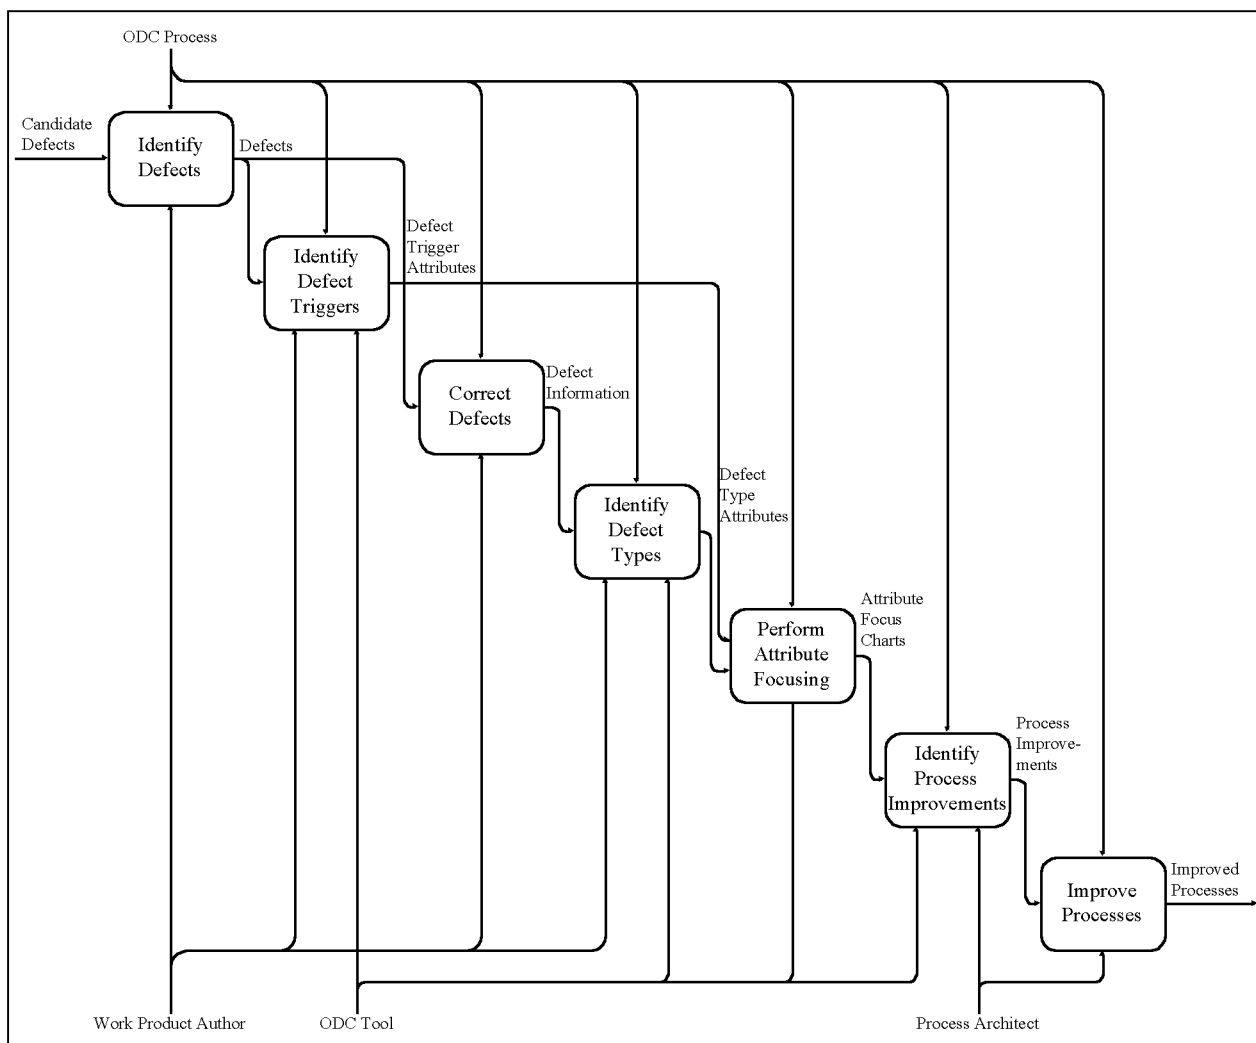 ODC Process
Candidate
Defects
Identify
Defects
Defects
Identify
Defect
Triggers
Defect
Trigger
Attributes
Correct
Defects
Defect
Information
Identify
Defect
Types
Defect
Type
Attributes
Perform
Attribute
Focusing
Attribute
Focus
Charts
Identify
Process
Improvements
Process
Improve-
ments
Improve
Processes
Improved
Processes
Work Product Author
ODC Tool
Process Architect